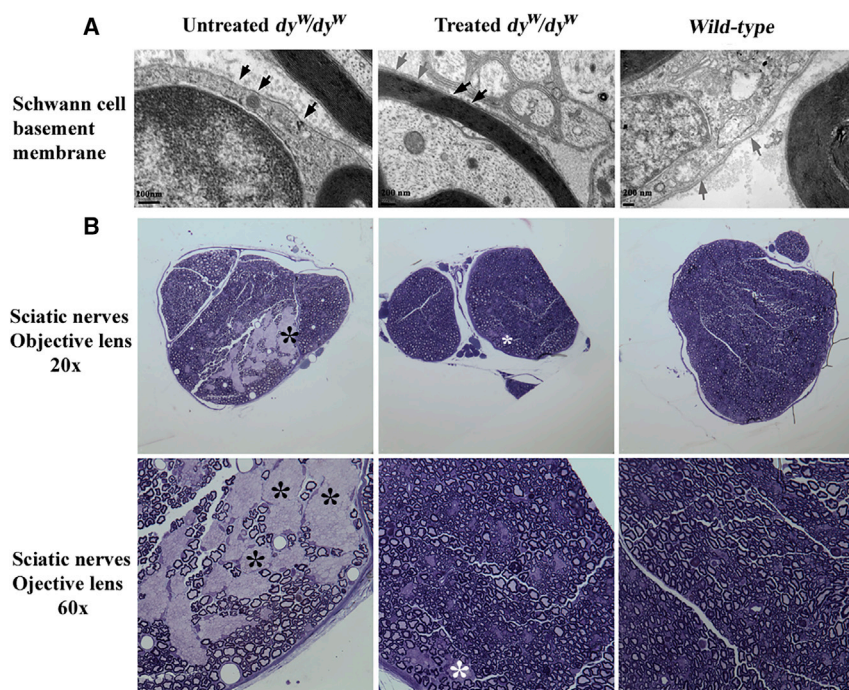 A
Untreated dyᵂ/dyᵂ
Treated dyᵂ/dyᵂ
Wild-type
Schwann cell
basement
membrane
200nm
200 nm
200 nm
B
Sciatic nerves
Objective lens
20x
*
*
Sciatic nerves
Ojective lens
60x
*
*
*
*